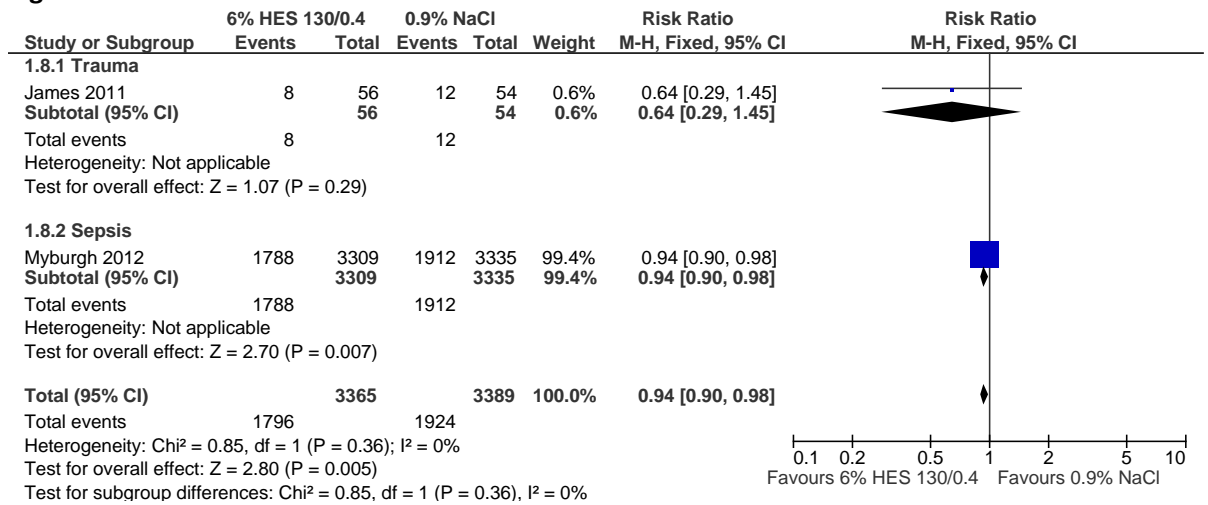 6% HES 130/0.4 0.9% NaCl Risk Ratio Risk Ratio
Study or Subgroup Events Total Events Total Weight M-H, Fixed, 95% CI M-H, Fixed, 95% CI
1.8.1 Trauma
James 2011 8 56 12 54 0.6% 0.64 [0.29, 1.45]
Subtotal (95% CI) 56 54 0.6% 0.64 [0.29, 1.45]
Total events 8 12
Heterogeneity: Not applicable
Test for overall effect: Z = 1.07 (P = 0.29)
1.8.2 Sepsis
Myburgh 2012 1788 3309 1912 3335 99.4% 0.94 [0.90, 0.98]
Subtotal (95% CI) 3309 3335 99.4% 0.94 [0.90, 0.98]
Total events 1788 1912
Heterogeneity: Not applicable
Test for overall effect: Z = 2.70 (P = 0.007)
Total (95% CI) 3365 3389 100.0% 0.94 [0.90, 0.98]
Total events 1796 1924
Heterogeneity: Chi² = 0.85, df = 1 (P = 0.36); I² = 0%
Test for overall effect: Z = 2.80 (P = 0.005)
Test for subgroup differences: Chi² = 0.85, df = 1 (P = 0.36), I² = 0%
0.1 0.2 0.5 1 2 5 10
Favours 6% HES 130/0.4 Favours 0.9% NaCl